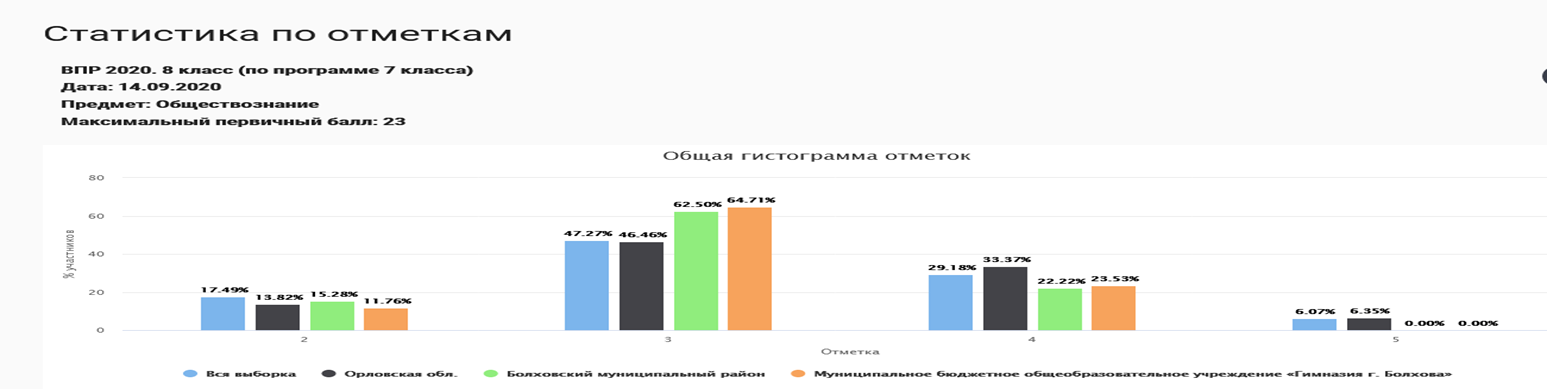 Статистика по отметкам
ВПР 2020. 8 класс (по программе 7 класса)
Дата: 14.09.2020
Предмет: Обществознание
Максимальный первичный балл: 23
Общая гистограмма отметок
% участников
80
60
40
20
0
17.49% 13.82% 15.28% 11.76%
47.27% 46.46% 62.50% 64.71%
29.18% 33.37% 22.22% 23.53%
6.07% 6.35% 0.00% 0.00%
2 3 4 5
Отметка
Вся выборка Орловская обл. Болховский муниципальный район Муниципальное бюджетное общеобразовательное учреждение «Гимназия г. Болхова»